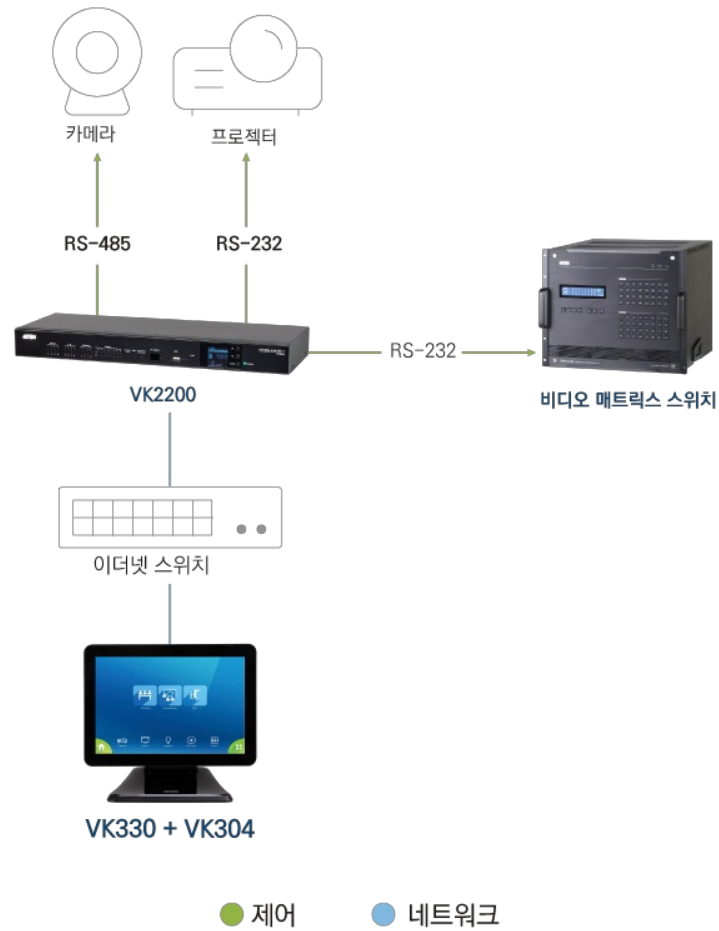 카메라
프로젝터
RS-485
RS-232
RS-232
VK2200
비디오 매트릭스 스위치
이더넷 스위치
VK330 + VK304
제어
네트워크